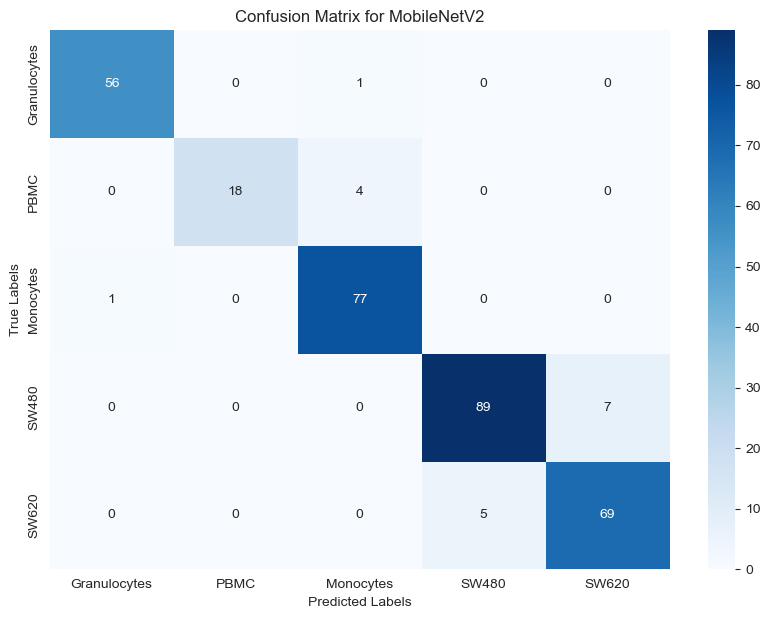 Confusion Matrix for MobileNetV2
True Labels
Granulocytes 56 0 1 0 0
PBMC 0 18 4 0 0
Monocytes 1 0 77 0 0
SW480 0 0 0 89 7
SW620 0 0 0 5 69
Granulocytes PBMC Monocytes SW480 SW620
Predicted Labels
80
70
60
50
40
30
20
10
0